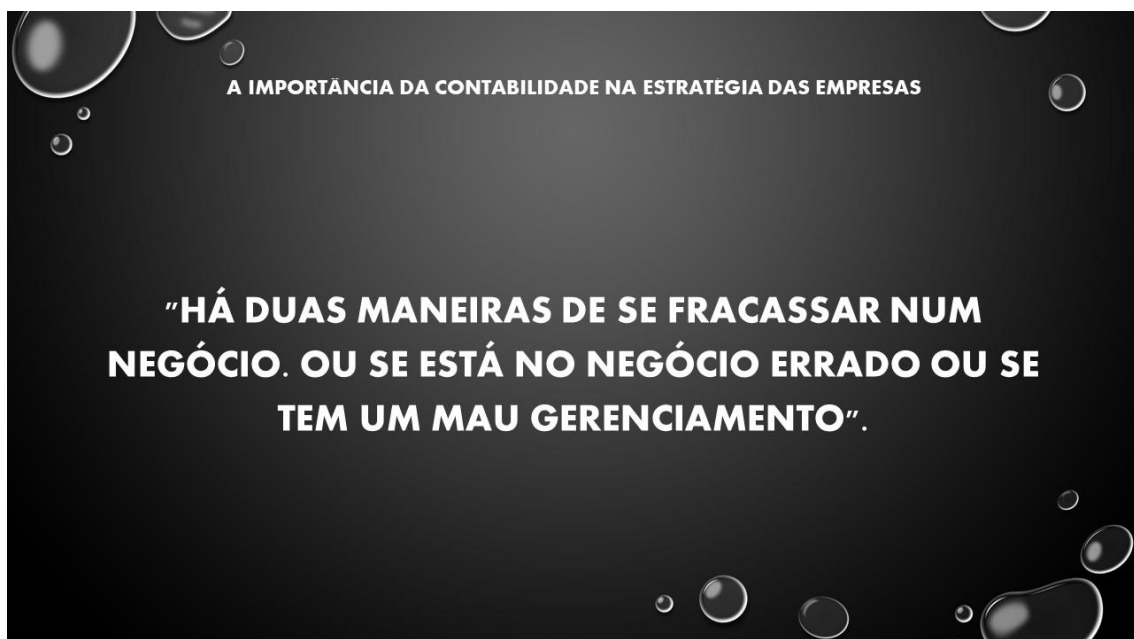 A IMPORTÂNCIA DA CONTABILIDADE NA ESTRATÉGIA DAS EMPRESAS
"HÁ DUAS MANEIRAS DE SE FRACASSAR NUM
NEGÓCIO. OU SE ESTÁ NO NEGÓCIO ERRADO OU SE
TEM UM MAU GERENCIAMENTO".